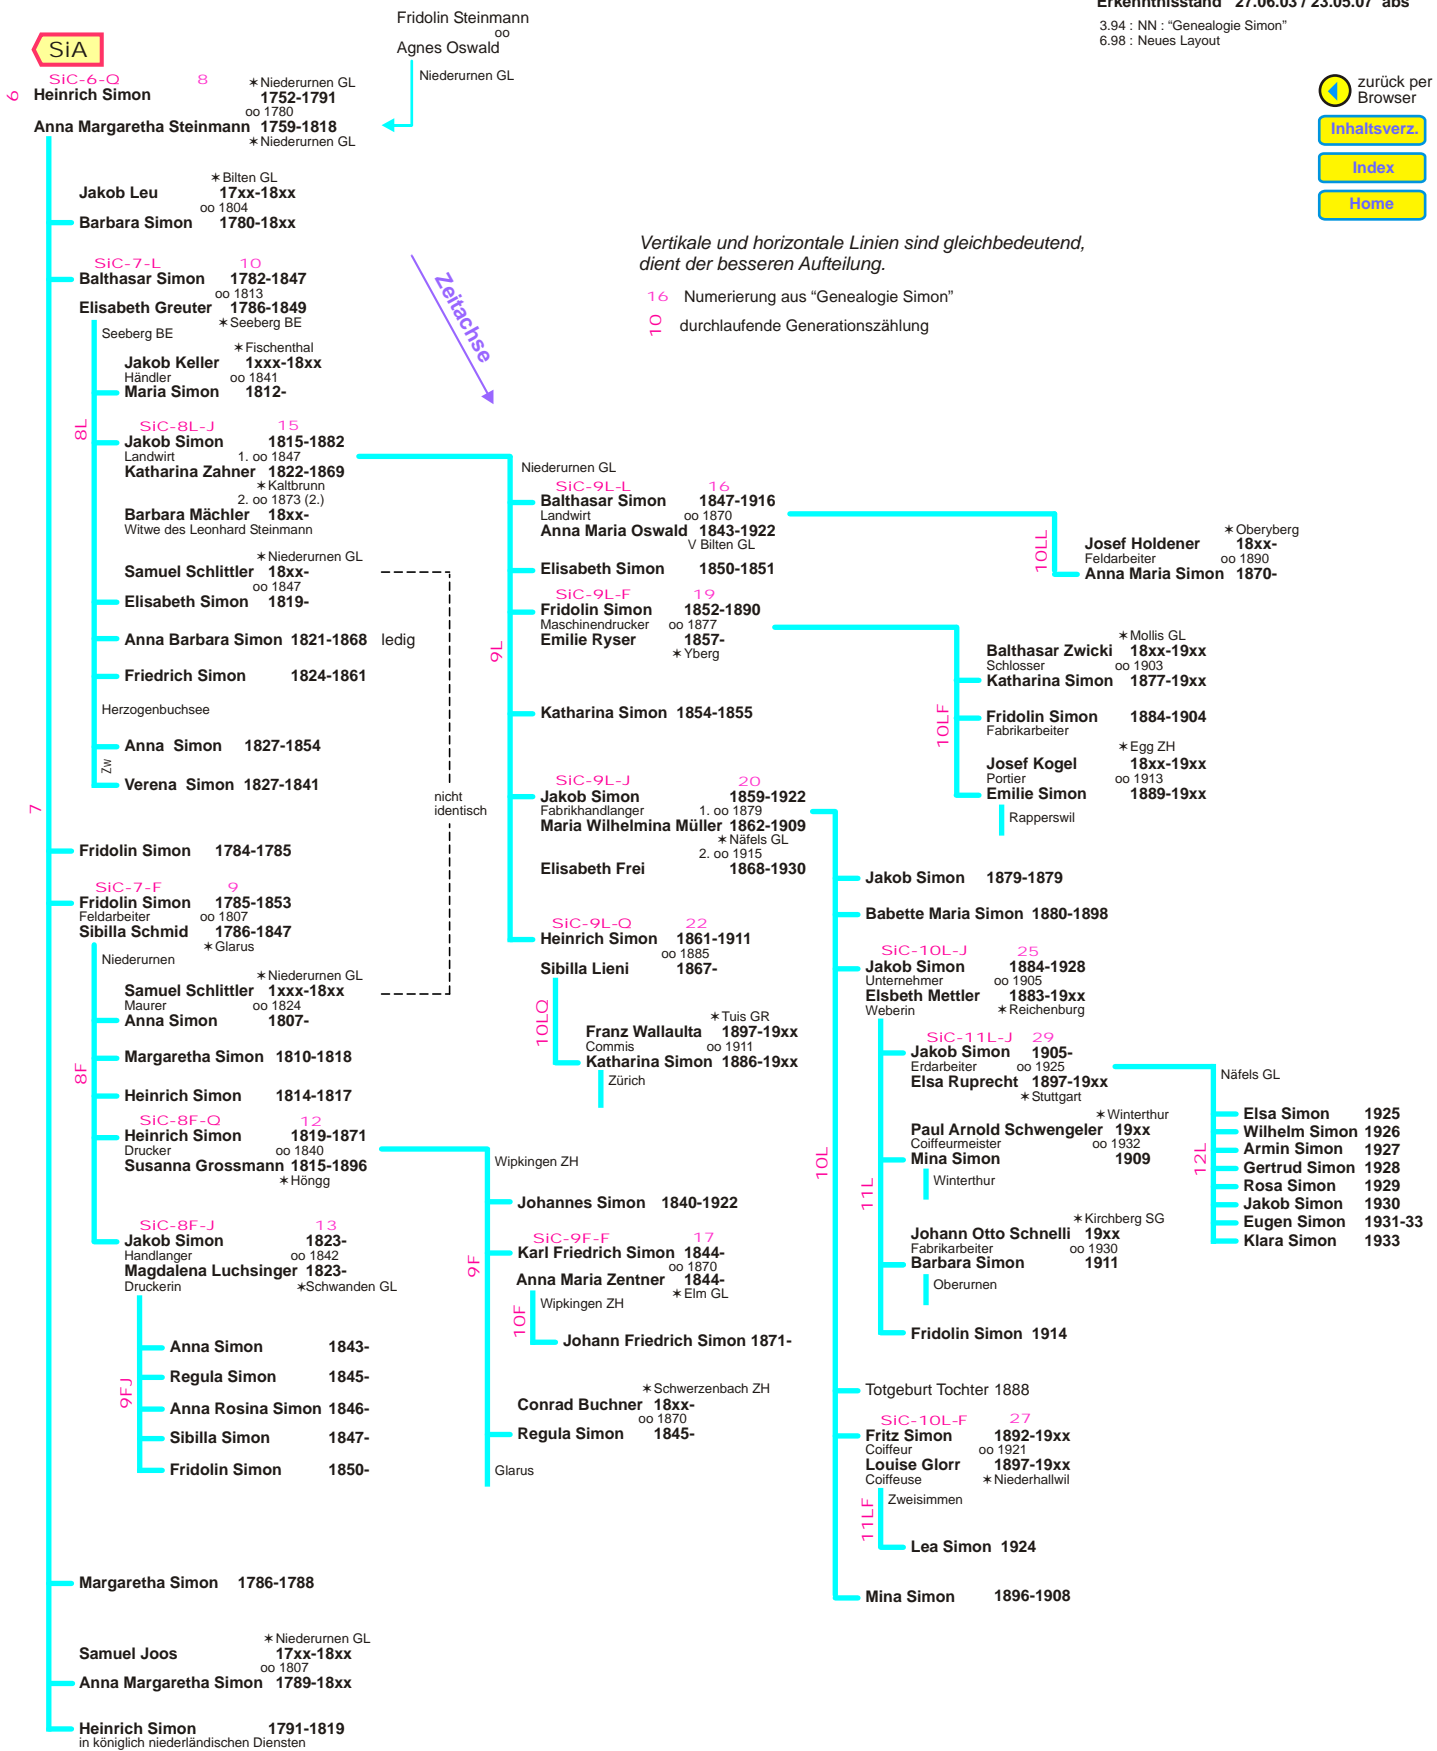 Erkenntnisstand 27.06.03 / 23.05.07 abs
3.94 : NN : “Genealogie Simon”
6.98 : Neues Layout
zurück per
Browser
Inhaltsverz.
Index
Home
Fridolin Steinmann
oo
Agnes Oswald
Niederurnen GL
SiA
SiC-6-Q 8
6
∗Niederurnen GL
Heinrich Simon 1752-1791
oo 1780
Anna Margaretha Steinmann 1759-1818
∗Niederurnen GL
7
∗Bilten GL
Jakob Leu 17xx-18xx
oo 1804
Barbara Simon 1780-18xx
Vertikale und horizontale Linien sind gleichbedeutend,
dient der besseren Aufteilung.
16 Numerierung aus “Genealogie Simon”
10 durchlaufende Generationszählung
Zeitachse
SiC-7-L 10
Balthasar Simon 1782-1847
oo 1813
Elisabeth Greuter 1786-1849
∗Seeberg BE
Seeberg BE
8L
∗Fischenthal
Jakob Keller 1xxx-18xx
Händler oo 1841
Maria Simon 1812-
SiC-8L-J 15
Jakob Simon 1815-1882
Landwirt 1. oo 1847
Katharina Zahner 1822-1869
∗Kaltbrunn
2. oo 1873 (2.)
Barbara Mächler 18xx-
Witwe des Leonhard Steinmann
∗Niederurnen GL
Samuel Schlittler 18xx-
oo 1847
Elisabeth Simon 1819-
Anna Barbara Simon 1821-1868 ledig
Friedrich Simon 1824-1861
Herzogenbuchsee
Anna Simon 1827-1854
Zw
Verena Simon 1827-1841
nicht
identisch
Fridolin Simon 1784-1785
SiC-7-F 9
Fridolin Simon 1785-1853
Feldarbeiter oo 1807
Sibilla Schmid 1786-1847
∗Glarus
Niederurnen
8F
∗Niederurnen GL
Samuel Schlittler 1xxx-18xx
Maurer oo 1824
Anna Simon 1807-
Margaretha Simon 1810-1818
Heinrich Simon 1814-1817
SiC-8F-Q 12
Heinrich Simon 1819-1871
Drucker oo 1840
Susanna Grossmann 1815-1896
∗Höngg
SiC-8F-J 13
Jakob Simon 1823-
Handlanger oo 1842
Magdalena Luchsinger 1823-
Druckerin ∗Schwanden GL
9FJ
Anna Simon 1843-
Regula Simon 1845-
Anna Rosina Simon 1846-
Sibilla Simon 1847-
Fridolin Simon 1850-
Margaretha Simon 1786-1788
∗Niederurnen GL
Samuel Joos 17xx-18xx
oo 1807
Anna Margaretha Simon 1789-18xx
Heinrich Simon 1791-1819
in königlich niederländischen Diensten
Niederurnen GL
9L
SiC-9L-L 16
Balthasar Simon 1847-1916
Landwirt oo 1870
Anna Maria Oswald 1843-1922
V Bilten GL
Elisabeth Simon 1850-1851
SiC-9L-F 19
Fridolin Simon 1852-1890
Maschinendrucker oo 1877
Emilie Ryser 1857-
∗Yberg
Katharina Simon 1854-1855
SiC-9L-J 20
Jakob Simon 1859-1922
Fabrikhandlanger 1. oo 1879
Maria Wilhelmina Müller 1862-1909
∗Näfels GL
2. oo 1915
Elisabeth Frei 1868-1930
SiC-9L-Q 22
Heinrich Simon 1861-1911
oo 1885
Sibilla Lieni 1867-
10LQ
∗Tuis GR
Franz Wallaulta 1897-19xx
Commis oo 1911
Katharina Simon 1886-19xx
Zürich
Wipkingen ZH
9F
Johannes Simon 1840-1922
SiC-9F-F 17
Karl Friedrich Simon 1844-
oo 1870
Anna Maria Zentner 1844-
∗Elm GL
10F
Wipkingen ZH
Johann Friedrich Simon 1871-
∗Schwerzenbach ZH
Conrad Buchner 18xx-
oo 1870
Regula Simon 1845-
Glarus
10LL
∗Oberyberg
Josef Holdener 18xx-
Feldarbeiter oo 1890
Anna Maria Simon 1870-
10LF
∗Mollis GL
Balthasar Zwicki 18xx-19xx
Schlosser oo 1903
Katharina Simon 1877-19xx
Fridolin Simon 1884-1904
Fabrikarbeiter
∗Egg ZH
Josef Kogel 18xx-19xx
Portier oo 1913
Emilie Simon 1889-19xx
Rapperswil
10L
Jakob Simon 1879-1879
Babette Maria Simon 1880-1898
SiC-10L-J 25
Jakob Simon 1884-1928
Unternehmer oo 1905
Elsbeth Mettler 1883-19xx
Weberin ∗Reichenburg
11L
SiC-11L-J 29
Jakob Simon 1905-
Erdarbeiter oo 1925
Elsa Ruprecht 1897-19xx
∗Stuttgart
∗Winterthur
Paul Arnold Schwengeler 19xx
Coiffeurmeister oo 1932
Mina Simon 1909
Winterthur
∗Kirchberg SG
Johann Otto Schnelli 19xx
Fabrikarbeiter oo 1930
Barbara Simon 1911
Oberurnen
Fridolin Simon 1914
Totgeburt Tochter 1888
SiC-10L-F 27
Fritz Simon 1892-19xx
Coiffeur oo 1921
Louise Glorr 1897-19xx
Coiffeuse ∗Niederhallwil
11LF
Zweisimmen
Lea Simon 1924
Mina Simon 1896-1908
Näfels GL
12L
Elsa Simon 1925
Wilhelm Simon 1926
Armin Simon 1927
Gertrud Simon 1928
Rosa Simon 1929
Jakob Simon 1930
Eugen Simon 1931-33
Klara Simon 1933